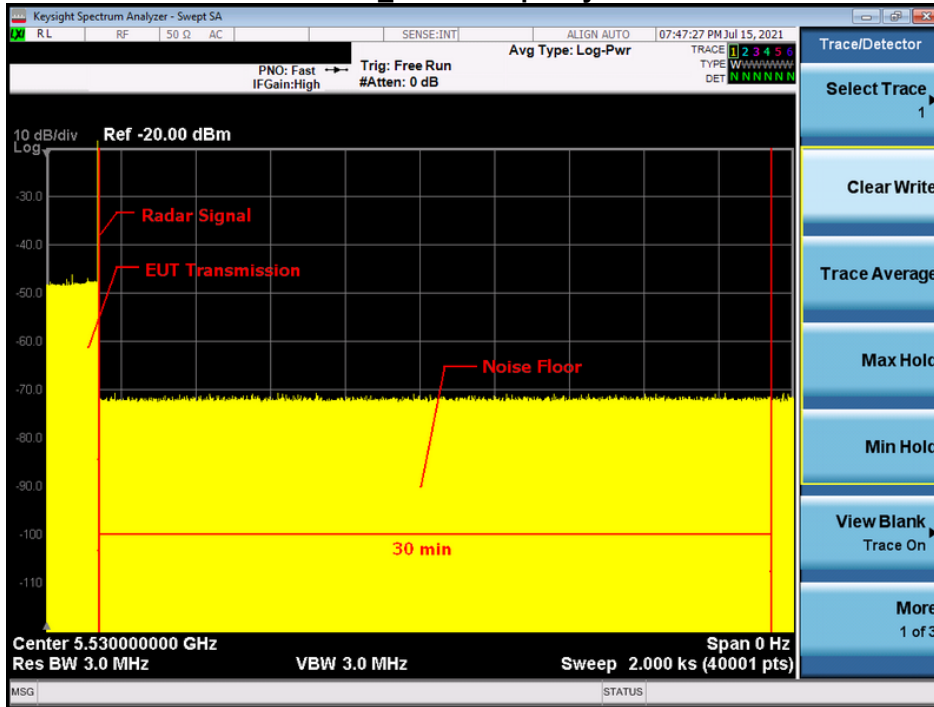 Keysight Spectrum Analyzer - Swept SA
LXI RL RF 50 Ω AC SENSE:INT ALIGN AUTO 07:47:27 PM Jul 15, 2021
Avg Type: Log-Pwr
TRACE 1 2 3 4 5 6
TYPE WWWWWW
DET N N N N N N
PNO: Fast
IFGain:High
Trig: Free Run
#Atten: 0 dB
10 dB/div
Log
Ref -20.00 dBm
-30.0
-40.0
-50.0
-60.0
-70.0
-80.0
-90.0
-100
-110
Radar Signal
EUT Transmission
Noise Floor
30 min
Center 5.530000000 GHz
Span 0 Hz
Res BW 3.0 MHz
VBW 3.0 MHz
Sweep 2.000 ks (40001 pts)
MSG
STATUS
Trace/Detector
Select Trace
1
Clear Write
Trace Average
Max Hold
Min Hold
View Blank
Trace On
More
1 of 3